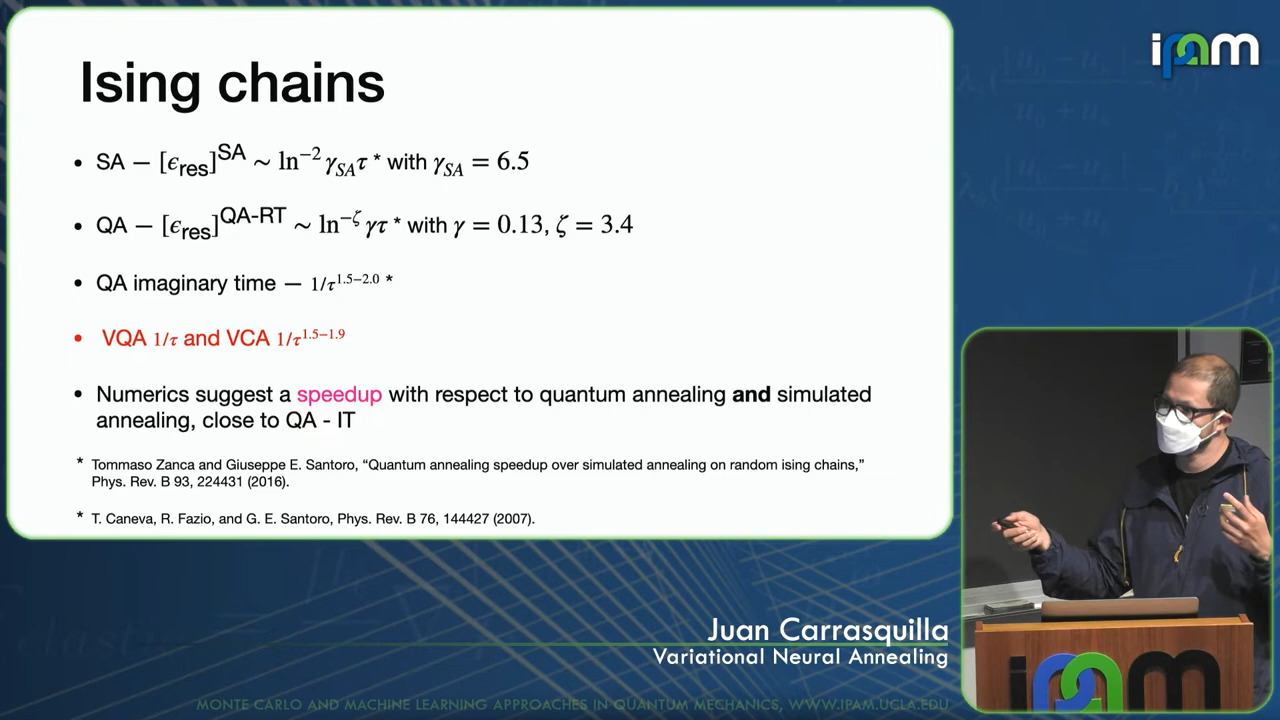 ipam
Ising chains
• SA — [ϵres]^SA ∼ ln⁻² γ_SA τ * with γ_SA = 6.5
• QA — [ϵres]^QA-RT ∼ ln^−ζ γτ * with γ = 0.13, ζ = 3.4
• QA imaginary time — 1/τ^1.5−2.0 *
• VQA 1/τ and VCA 1/τ^1.5−1.9
• Numerics suggest a speedup with respect to quantum annealing and simulated
annealing, close to QA - IT
* Tommaso Zanca and Giuseppe E. Santoro, “Quantum annealing speedup over simulated annealing on random ising chains,”
Phys. Rev. B 93, 224431 (2016).
* T. Caneva, R. Fazio, and G. E. Santoro, Phys. Rev. B 76, 144427 (2007).
Juan Carrasquilla
Variational Neural Annealing
MONTE CARLO AND MACHINE LEARNING APPROACHES IN QUANTUM MECHANICS, WWW.IPAM.UCLA.EDU
ipam